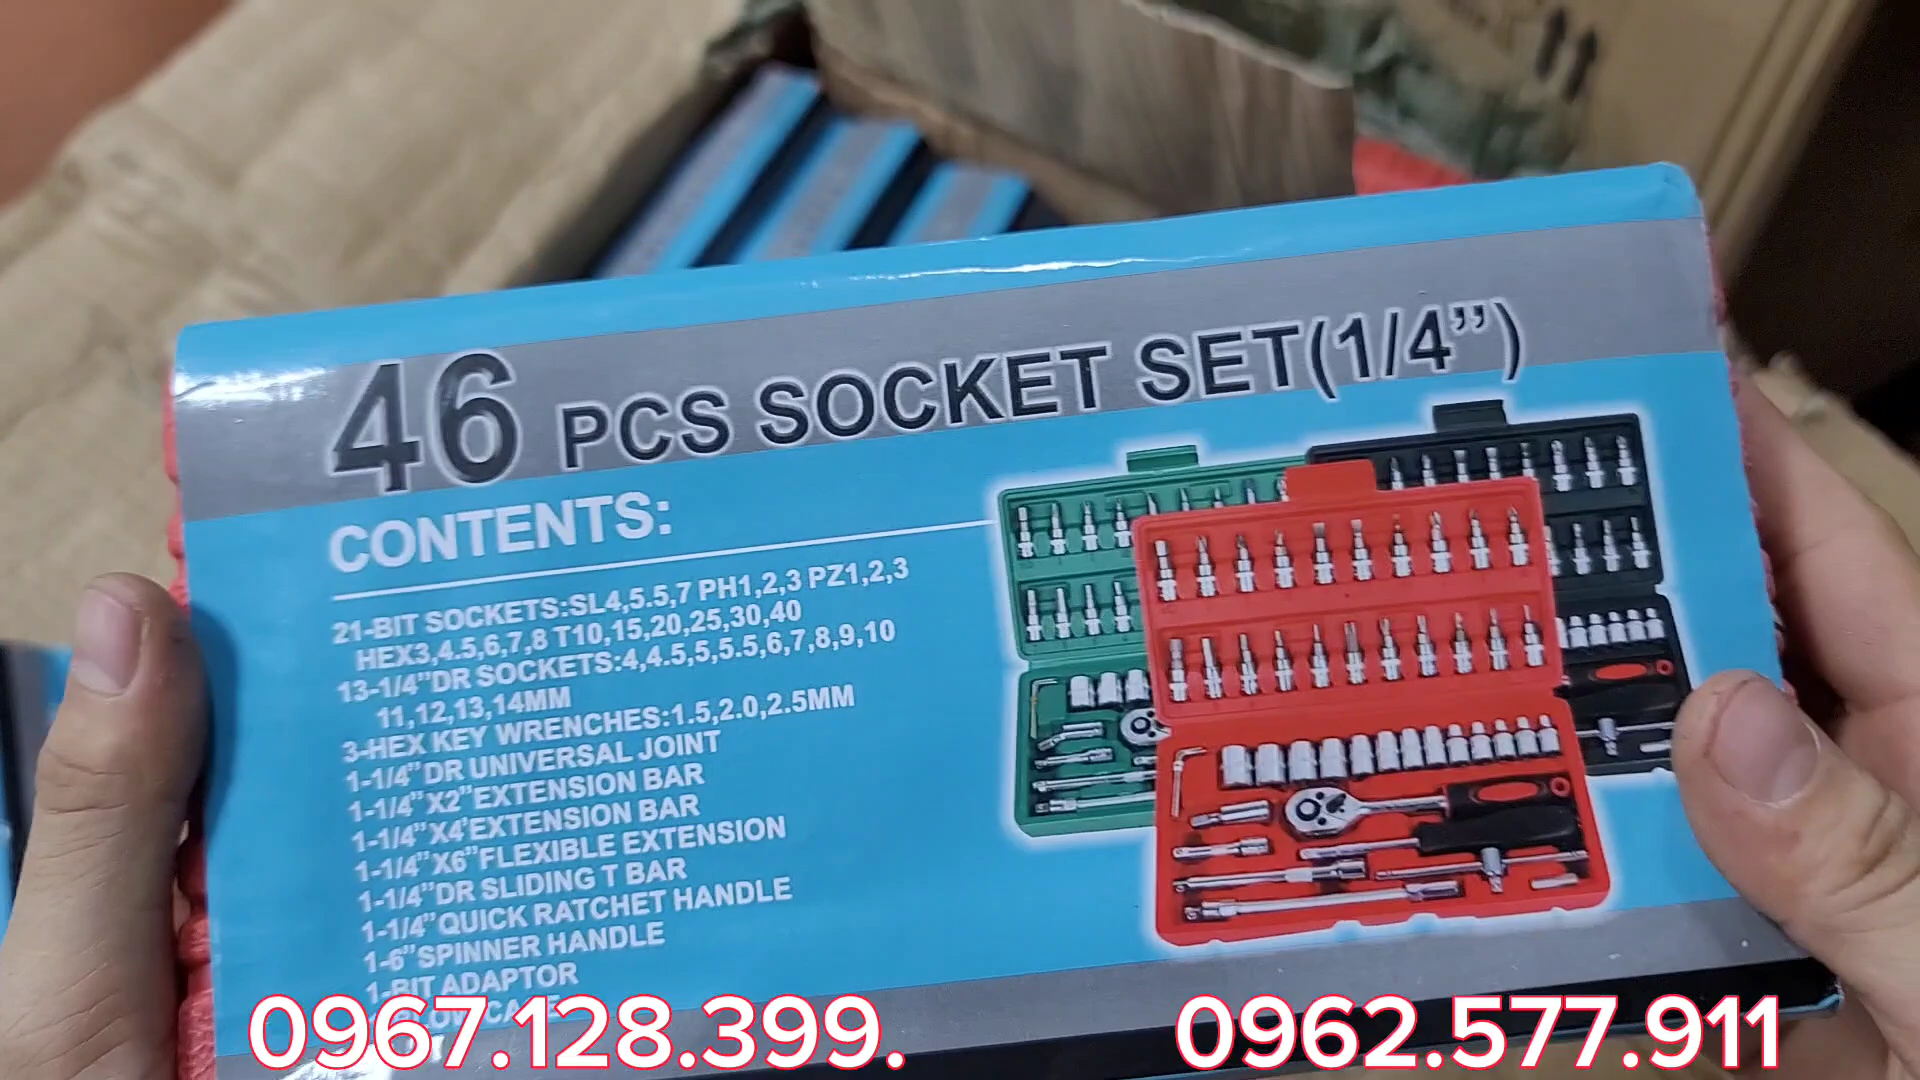 46 PCS SOCKET SET(1/4")
CONTENTS:
21-BIT SOCKETS:SL4,5.5,7 PH1,2,3 PZ1,2,3
HEX3,4.5,6,7,8 T10,15,20,25,30,40
13-1/4"DR SOCKETS:4,4.5,5,5.5,6,7,8,9,10
11,12,13,14MM
3-HEX KEY WRENCHES:1.5,2.0,2.5MM
1-1/4"DR UNIVERSAL JOINT
1-1/4"X2"EXTENSION BAR
1-1/4"X4'EXTENSION BAR
1-1/4"X6"FLEXIBLE EXTENSION
1-1/4"DR SLIDING T BAR
1-1/4"QUICK RATCHET HANDLE
1-6"SPINNER HANDLE
1-BIT ADAPTOR
CASE
0967.128.399.
0962.577.911